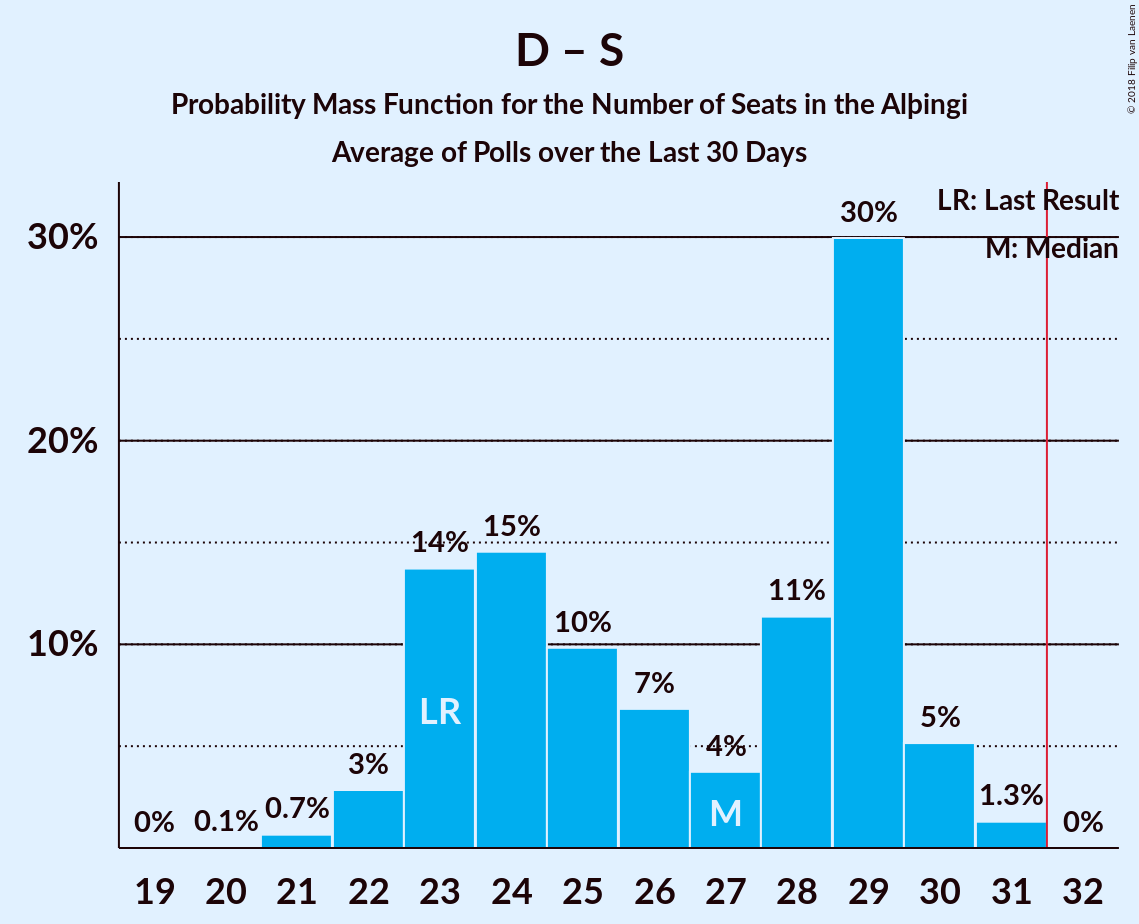 D – S
Probability Mass Function for the Number of Seats in the Alþingi
Average of Polls over the Last 30 Days
© 2018 Filip van Laenen
LR: Last Result
M: Median
30%
20%
10%
0%
0.1%
0.7%
3%
14%
15%
10%
7%
4%
11%
30%
5%
1.3%
0%
LR
M
19 20 21 22 23 24 25 26 27 28 29 30 31 32